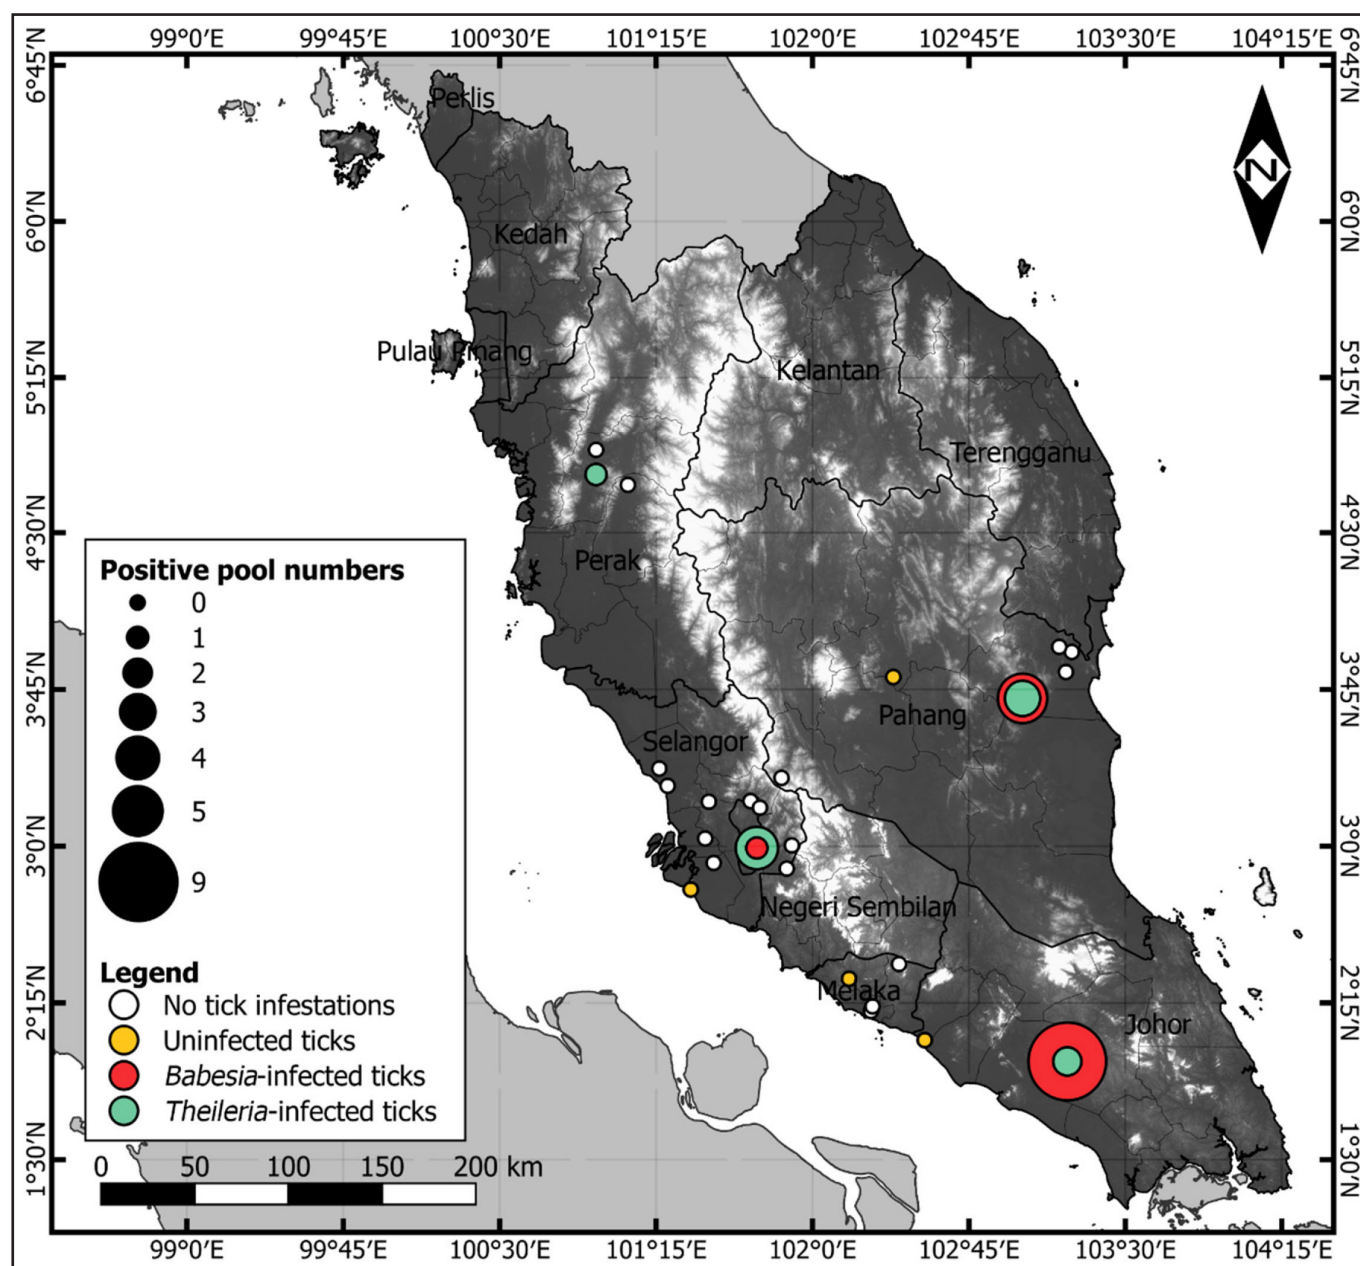 99°0′E 99°45′E 100°30′E 101°15′E 102°0′E 102°45′E 103°30′E 104°15′E
6°45′N 6°45′N
Perlis
N
6°0′N 6°0′N
Kedah
Pulau Pinang
5°15′N 5°15′N
Kelantan
Terengganu
4°30′N 4°30′N
Perak
Positive pool numbers
0
1
2
3
4
5
9
3°45′N 3°45′N
Pahang
Selangor
3°0′N 3°0′N
Negeri Sembilan
Melaka
2°15′N 2°15′N
Johor
Legend
No tick infestations
Uninfected ticks
Babesia-infected ticks
Theileria-infected ticks
1°30′N 1°30′N
0 50 100 150 200 km
99°0′E 99°45′E 100°30′E 101°15′E 102°0′E 102°45′E 103°30′E 104°15′E